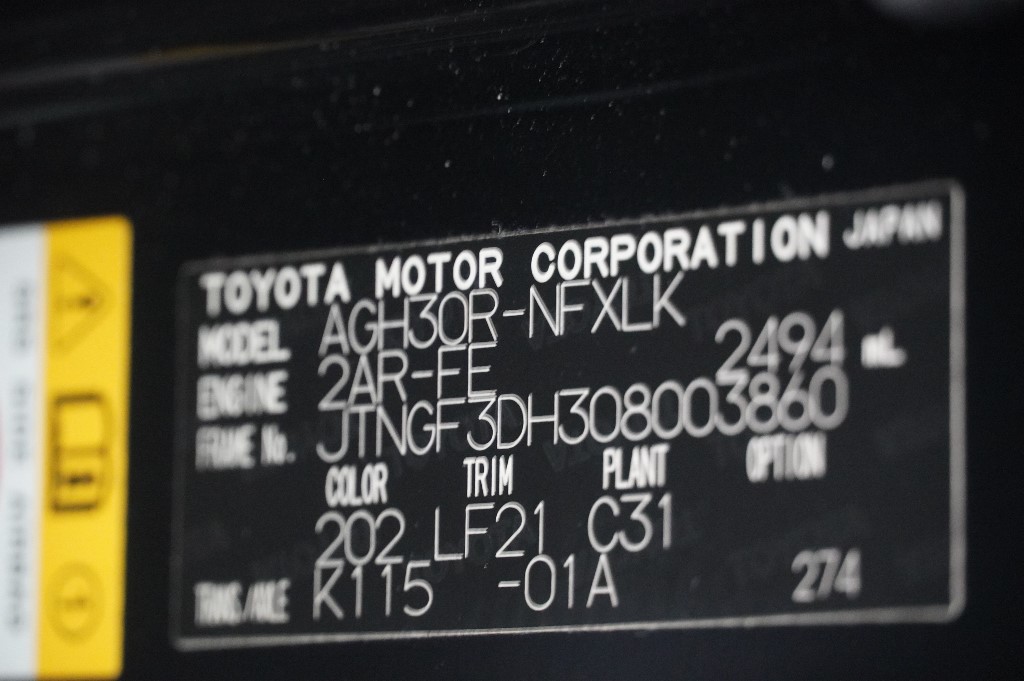 TOYOTA MOTOR CORPORATION JAPAN
MODEL AGH30R-NFXLK
ENGINE 2AR-FE 2494 mL
FRAME No. JTNGF3DH308003860
COLOR TRIM PLANT OPTION
202 LF21 C31
TRANS/AXLE K115 -01A 274